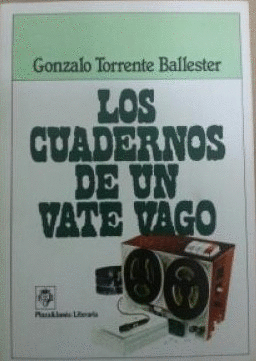 Gonzalo Torrente Ballester
LOS
CUADERNOS
DE UN
VATE VAGO
Plaza&Janés Literaria